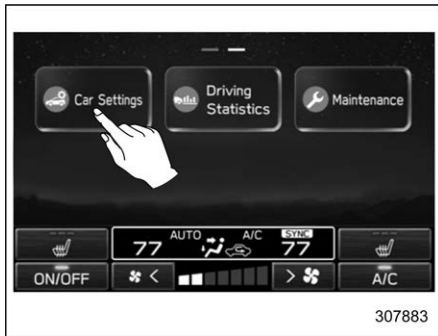 Car Settings
Driving
Statistics
Maintenance
AUTO A/C SYNC
77 77
ON/OFF < > A/C
307883